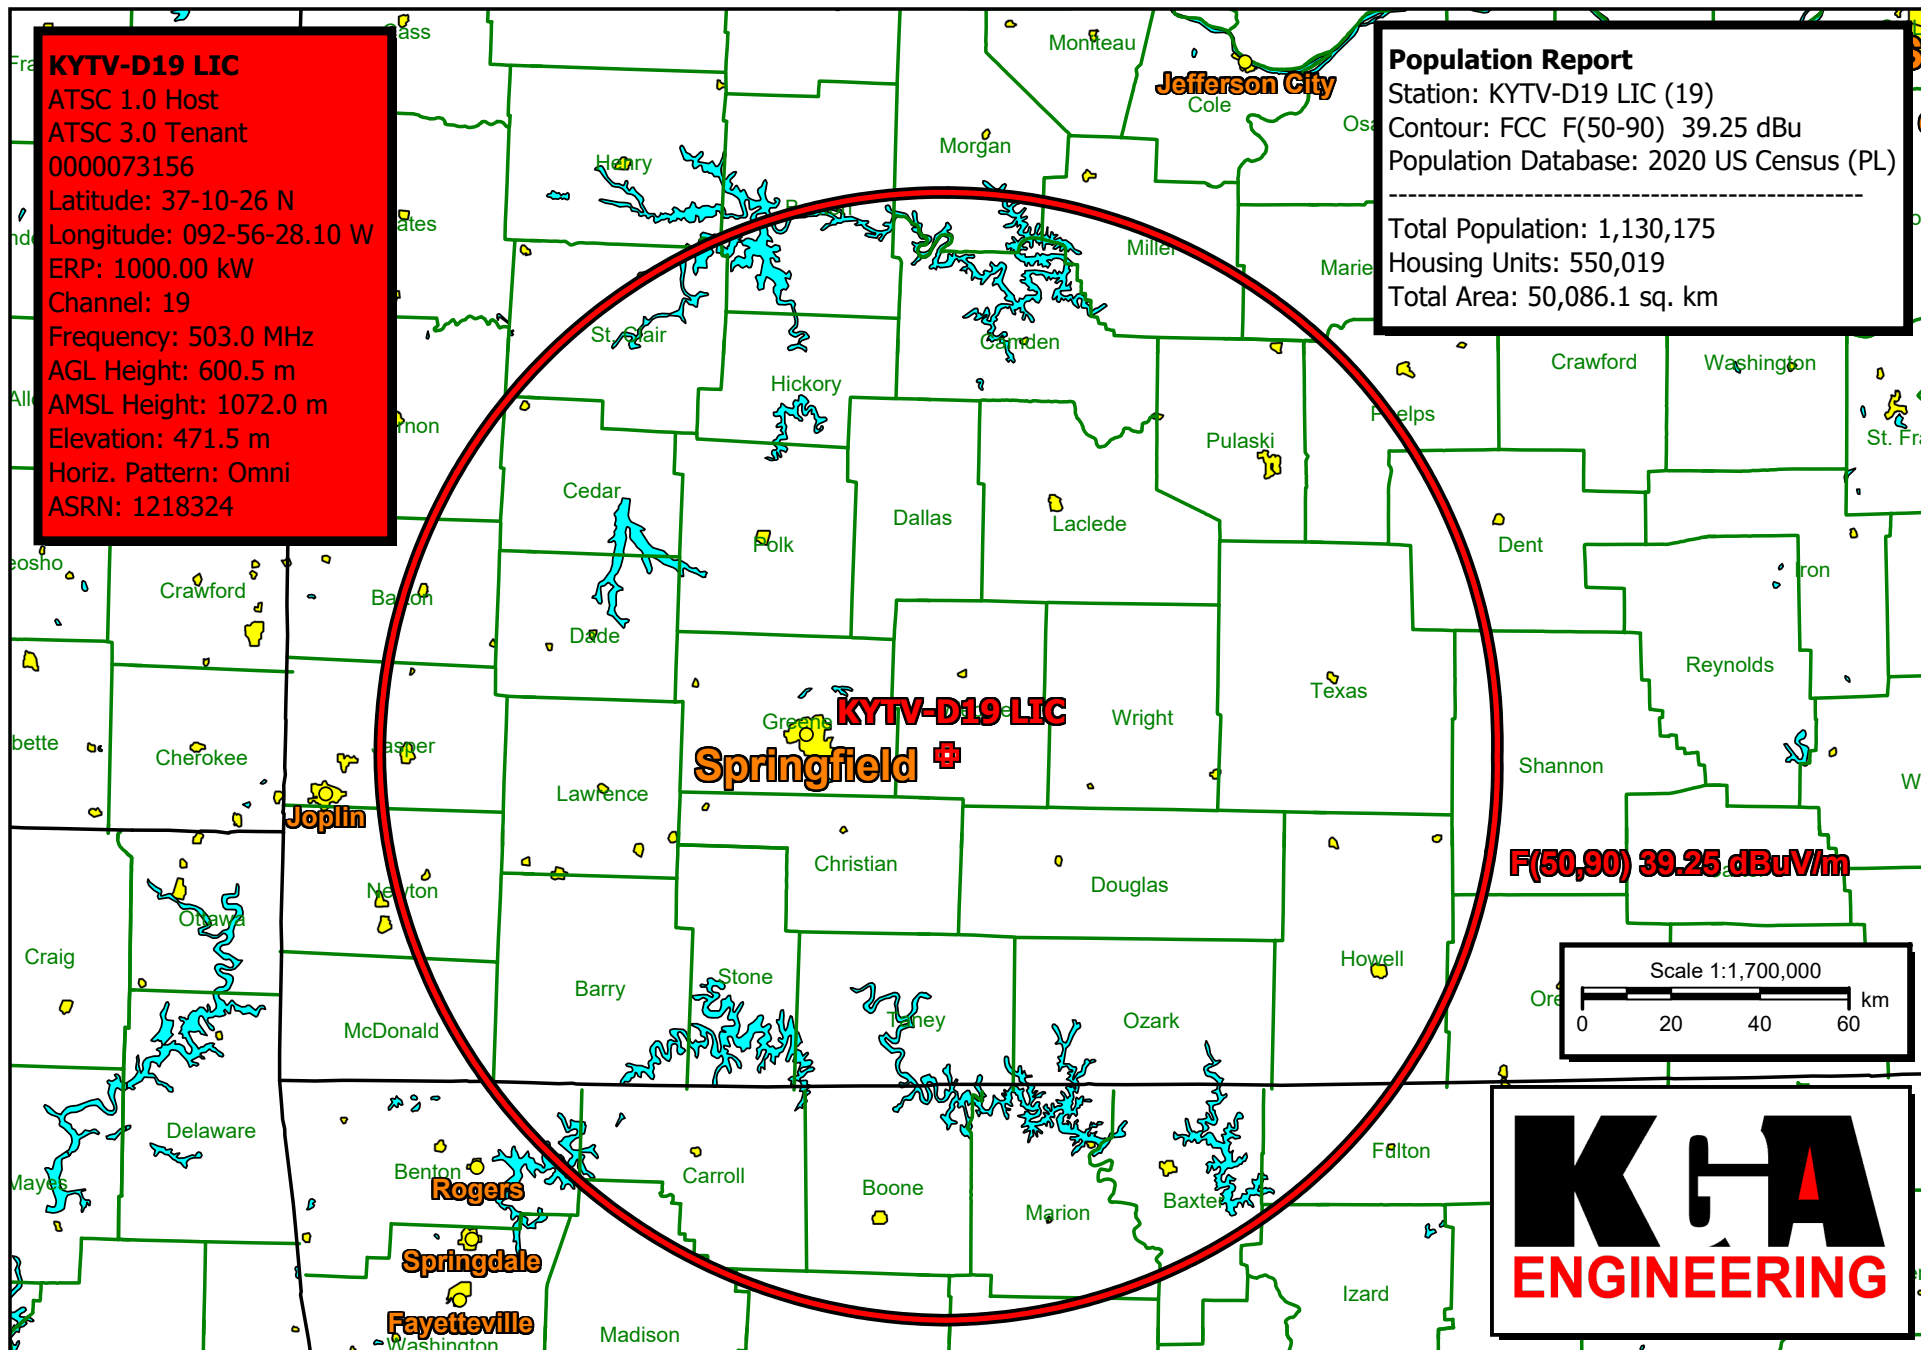 KYTV-D19 LIC
ATSC 1.0 Host
ATSC 3.0 Tenant
0000073156
Latitude: 37-10-26 N
Longitude: 092-56-28.10 W
ERP: 1000.00 kW
Channel: 19
Frequency: 503.0 MHz
AGL Height: 600.5 m
AMSL Height: 1072.0 m
Elevation: 471.5 m
Horiz. Pattern: Omni
ASRN: 1218324
Population Report
Station: KYTV-D19 LIC (19)
Contour: FCC F(50-90) 39.25 dBu
Population Database: 2020 US Census (PL)
-------------------------------------------------
Total Population: 1,130,175
Housing Units: 550,019
Total Area: 50,086.1 sq. km
Moniteau
Jefferson City
Cole
Morgan
Henry
Miller
St. Clair
Camden
Hickory
Crawford
Washington
Phelps
Pulaski
Cedar
Dallas
Laclede
Polk
Dent
Iron
Crawford
Barton
Dade
Reynolds
Texas
Greene
KYTV-D19 LIC
Wright
Springfield
Jasper
Cherokee
Shannon
Lawrence
Joplin
Christian
Douglas
F(50,90) 39.25 dBuV/m
Newton
Ottawa
Craig
Howell
Stone
Barry
Taney
Ozark
McDonald
Scale 1:1,700,000
km
0 20 40 60
Delaware
Benton
Rogers
Carroll
Boone
Marion
Baxter
Fulton
Mayes
Springdale
Fayetteville
Washington
Madison
Izard
KGA
ENGINEERING